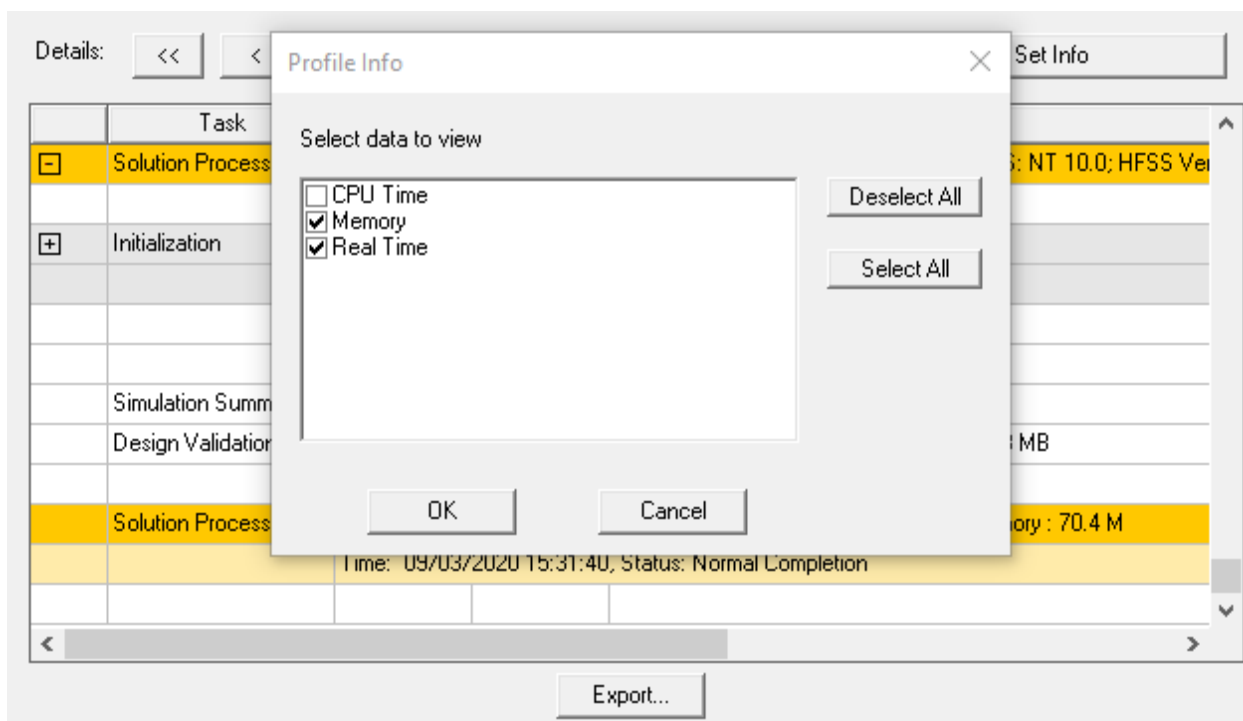 Details:
<<
<
Set Info
Profile Info
Task
Select data to view
Solution Process
: NT 10.0; HFSS Ver
CPU Time
Memory
Real Time
Deselect All
Select All
Initialization
Simulation Summ
Design Validation
MB
OK
Cancel
Solution Process
ory : 70.4 M
Time: 09/03/2020 15:31:40, Status: Normal Completion
Export...